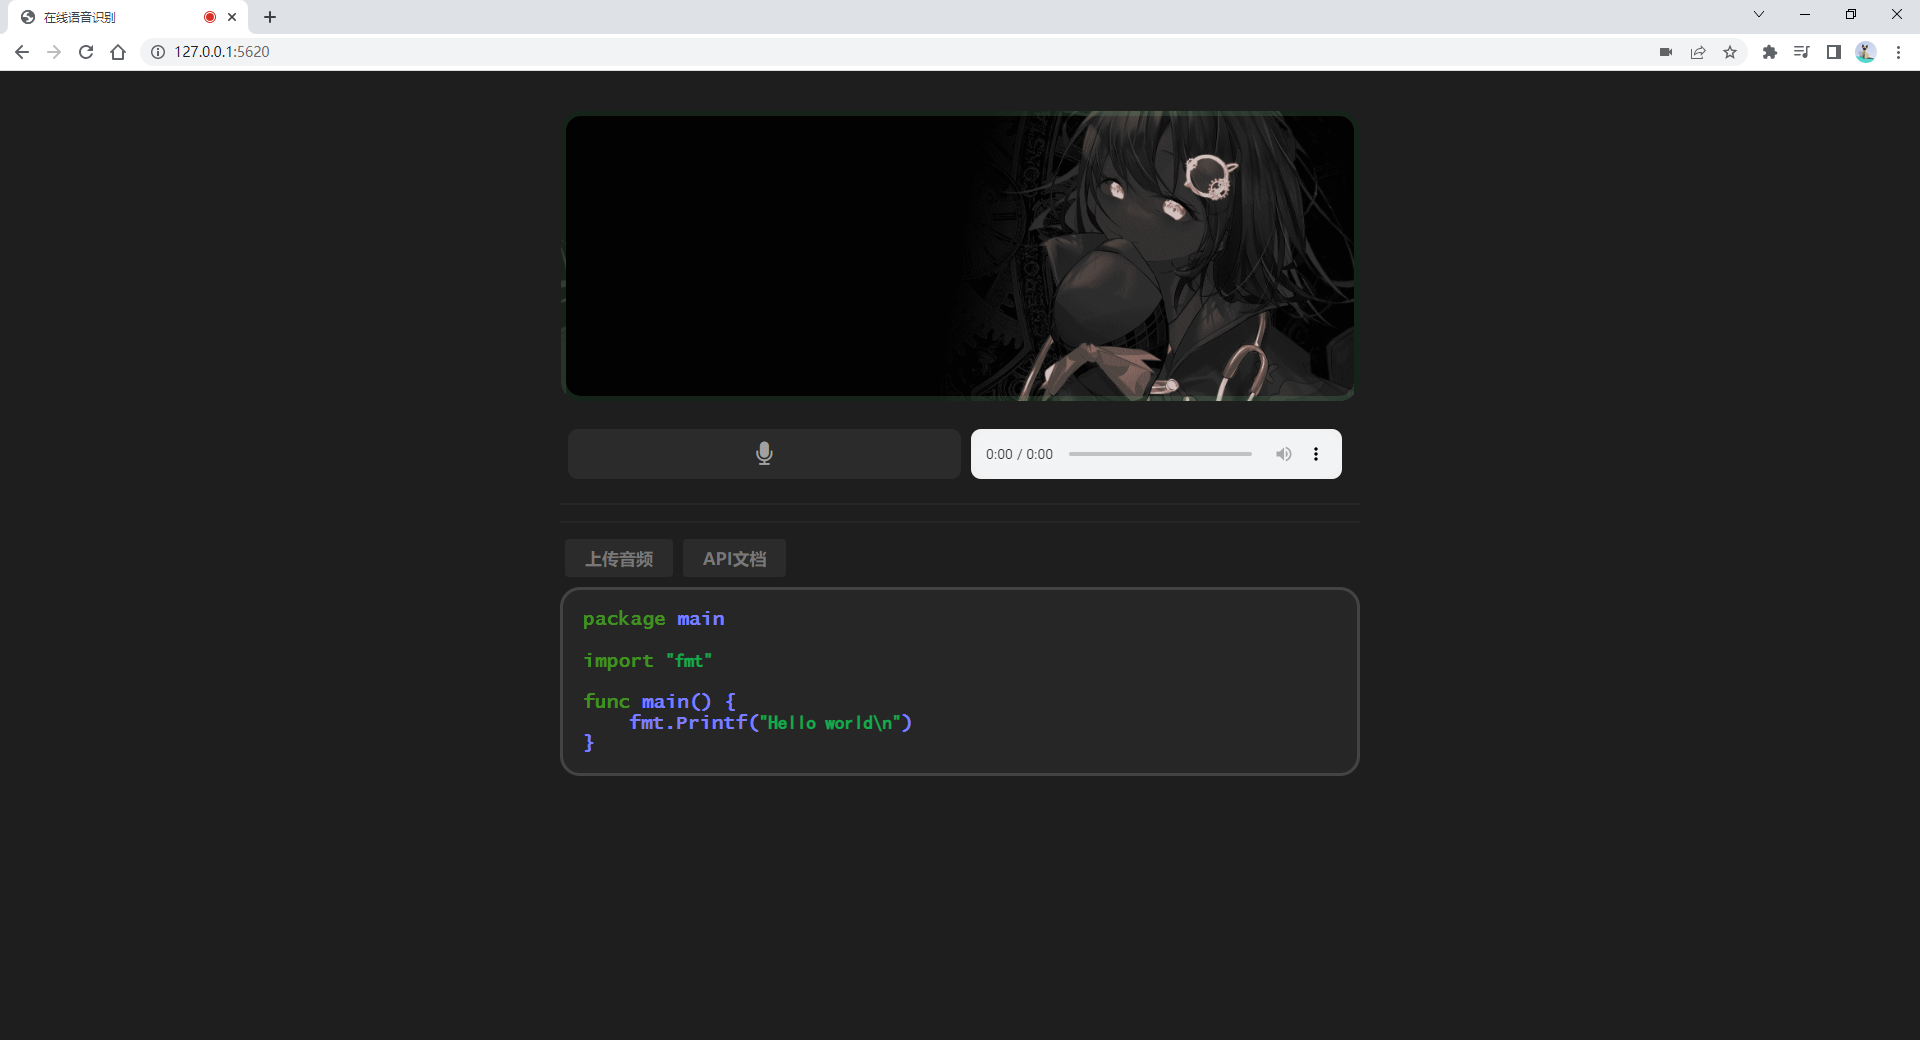 在线语音识别
127.0.0.1:5620
0:00 / 0:00
上传音频
API文档
package main
import "fmt"
func main() {
    fmt.Printf("Hello world\n")
}